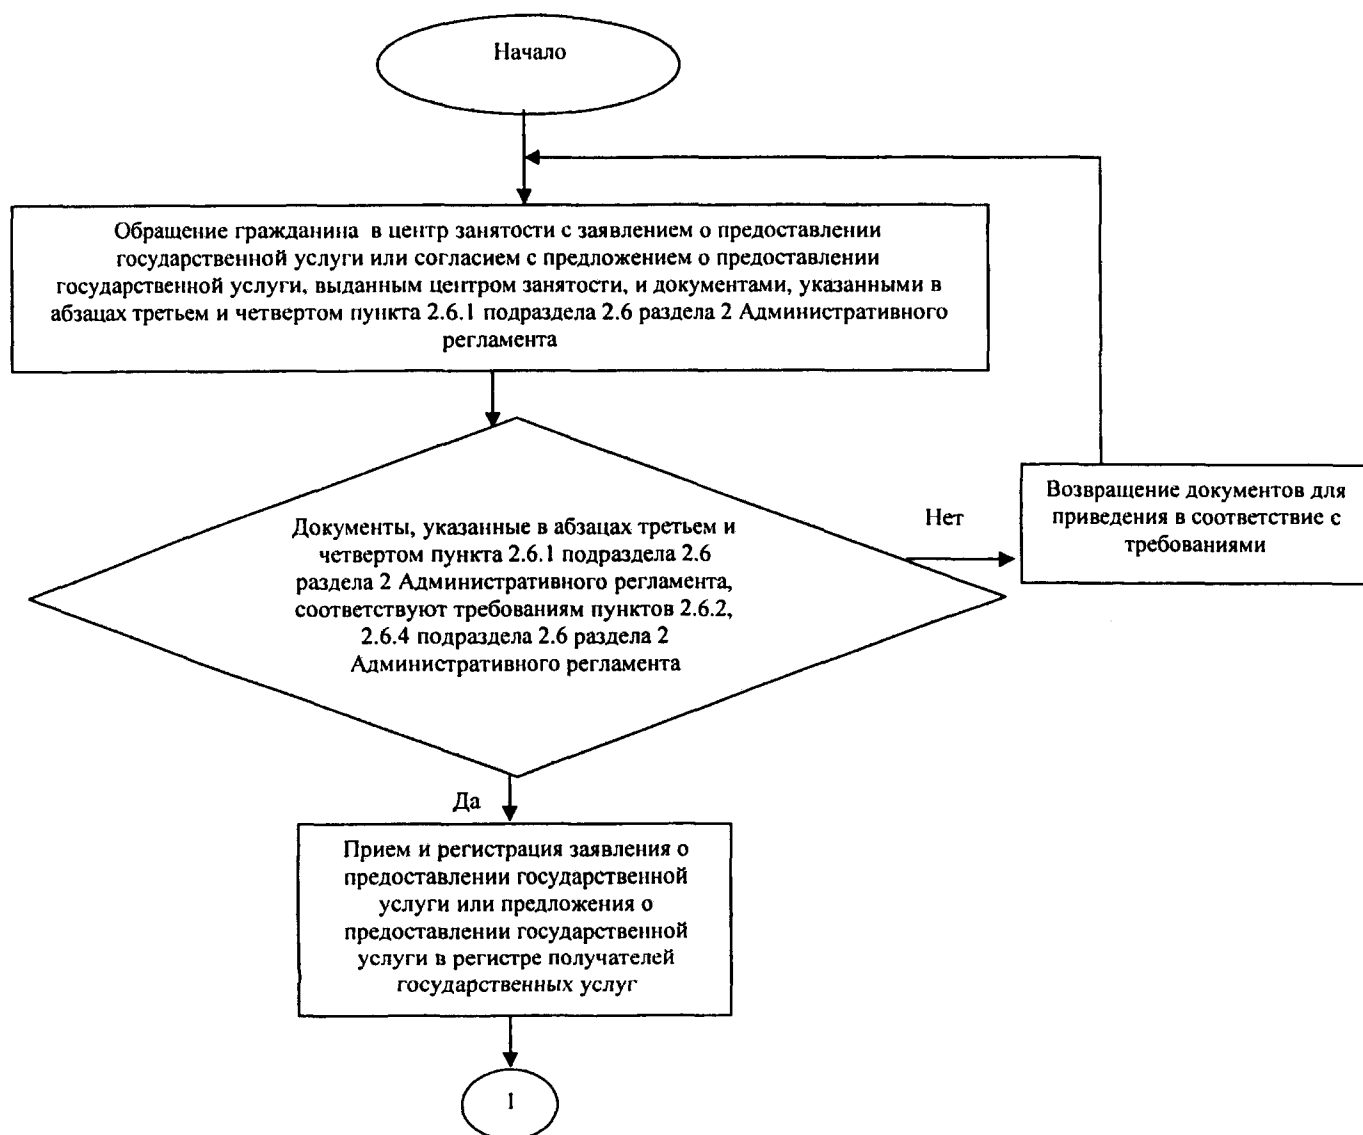 Начало
Обращение гражданина в центр занятости с заявлением о предоставлении
государственной услуги или согласием с предложением о предоставлении
государственной услуги, выданным центром занятости, и документами, указанными в
абзацах третьем и четвертом пункта 2.6.1 подраздела 2.6 раздела 2 Административного
регламента
Документы, указанные в абзацах третьем и
четвертом пункта 2.6.1 подраздела 2.6
раздела 2 Административного регламента,
соответствуют требованиям пунктов 2.6.2,
2.6.4 подраздела 2.6 раздела 2
Административного регламента
Нет
Возвращение документов для
приведения в соответствие с
требованиями
Да
Прием и регистрация заявления о
предоставлении государственной
услуги или предложения о
предоставлении государственной
услуги в регистре получателей
государственных услуг
1